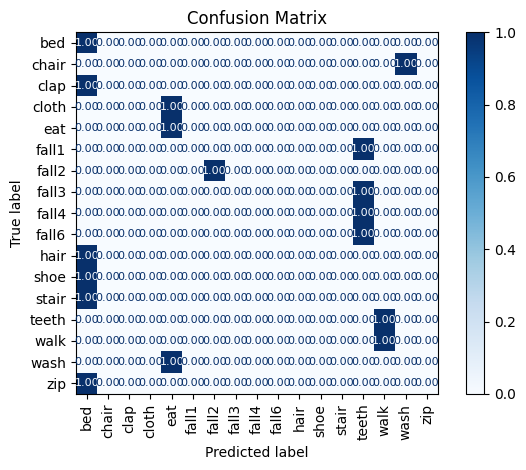 Confusion Matrix
True label
bed 1.00 0.00 0.00 0.00 0.00 0.00 0.00 0.00 0.00 0.00 0.00 0.00 0.00 0.00 0.00 0.00 0.00
chair 0.00 0.00 0.00 0.00 0.00 0.00 0.00 0.00 0.00 0.00 0.00 0.00 0.00 0.00 0.00 1.00 0.00
clap 1.00 0.00 0.00 0.00 0.00 0.00 0.00 0.00 0.00 0.00 0.00 0.00 0.00 0.00 0.00 0.00 0.00
cloth 0.00 0.00 0.00 0.00 1.00 0.00 0.00 0.00 0.00 0.00 0.00 0.00 0.00 0.00 0.00 0.00 0.00
eat 0.00 0.00 0.00 0.00 1.00 0.00 0.00 0.00 0.00 0.00 0.00 0.00 0.00 0.00 0.00 0.00 0.00
fall1 0.00 0.00 0.00 0.00 0.00 0.00 0.00 0.00 0.00 0.00 0.00 0.00 0.00 1.00 0.00 0.00 0.00
fall2 0.00 0.00 0.00 0.00 0.00 0.00 1.00 0.00 0.00 0.00 0.00 0.00 0.00 0.00 0.00 0.00 0.00
fall3 0.00 0.00 0.00 0.00 0.00 0.00 0.00 0.00 0.00 0.00 0.00 0.00 0.00 1.00 0.00 0.00 0.00
fall4 0.00 0.00 0.00 0.00 0.00 0.00 0.00 0.00 0.00 0.00 0.00 0.00 0.00 1.00 0.00 0.00 0.00
fall6 0.00 0.00 0.00 0.00 0.00 0.00 0.00 0.00 0.00 0.00 0.00 0.00 0.00 1.00 0.00 0.00 0.00
hair 1.00 0.00 0.00 0.00 0.00 0.00 0.00 0.00 0.00 0.00 0.00 0.00 0.00 0.00 0.00 0.00 0.00
shoe 1.00 0.00 0.00 0.00 0.00 0.00 0.00 0.00 0.00 0.00 0.00 0.00 0.00 0.00 0.00 0.00 0.00
stair 1.00 0.00 0.00 0.00 0.00 0.00 0.00 0.00 0.00 0.00 0.00 0.00 0.00 0.00 0.00 0.00 0.00
teeth 0.00 0.00 0.00 0.00 0.00 0.00 0.00 0.00 0.00 0.00 0.00 0.00 0.00 0.00 1.00 0.00 0.00
walk 0.00 0.00 0.00 0.00 0.00 0.00 0.00 0.00 0.00 0.00 0.00 0.00 0.00 0.00 1.00 0.00 0.00
wash 0.00 0.00 0.00 0.00 1.00 0.00 0.00 0.00 0.00 0.00 0.00 0.00 0.00 0.00 0.00 0.00 0.00
zip 1.00 0.00 0.00 0.00 0.00 0.00 0.00 0.00 0.00 0.00 0.00 0.00 0.00 0.00 0.00 0.00 0.00
bed chair clap cloth eat fall1 fall2 fall3 fall4 fall6 hair shoe stair teeth walk wash zip
Predicted label
1.0
0.8
0.6
0.4
0.2
0.0